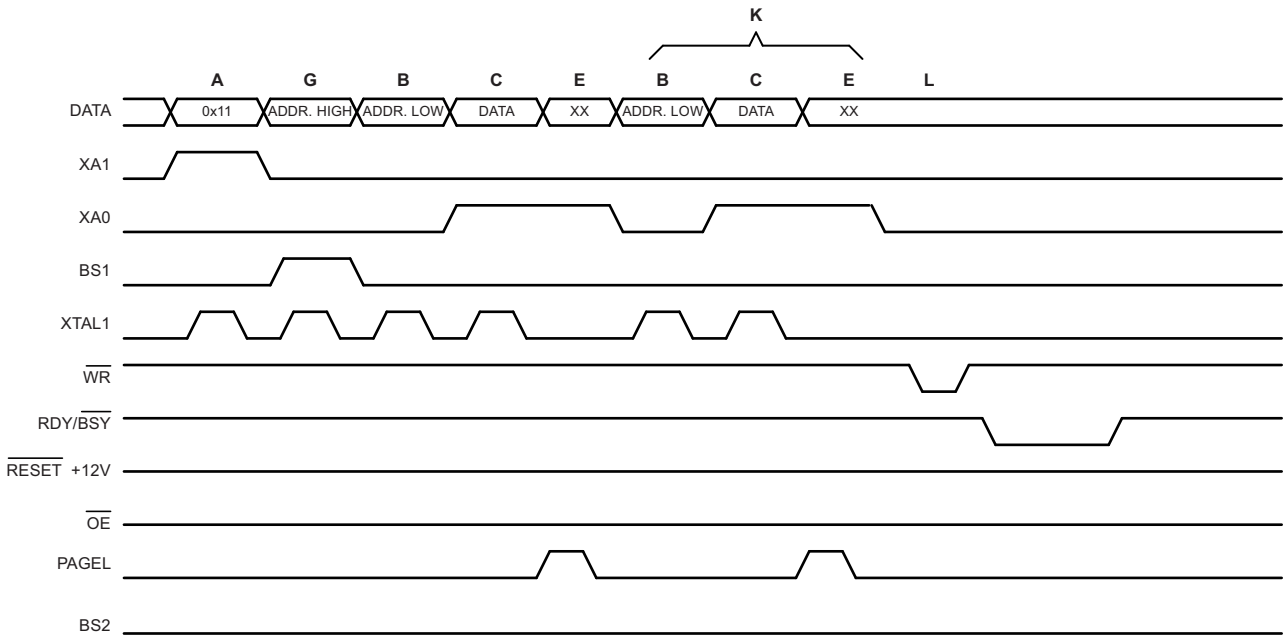 K
A G B C E B C E L
DATA 0x11 ADDR. HIGH ADDR. LOW DATA XX ADDR. LOW DATA XX
XA1
XA0
BS1
XTAL1
WR
RDY/BSY
RESET +12V
OE
PAGEL
BS2